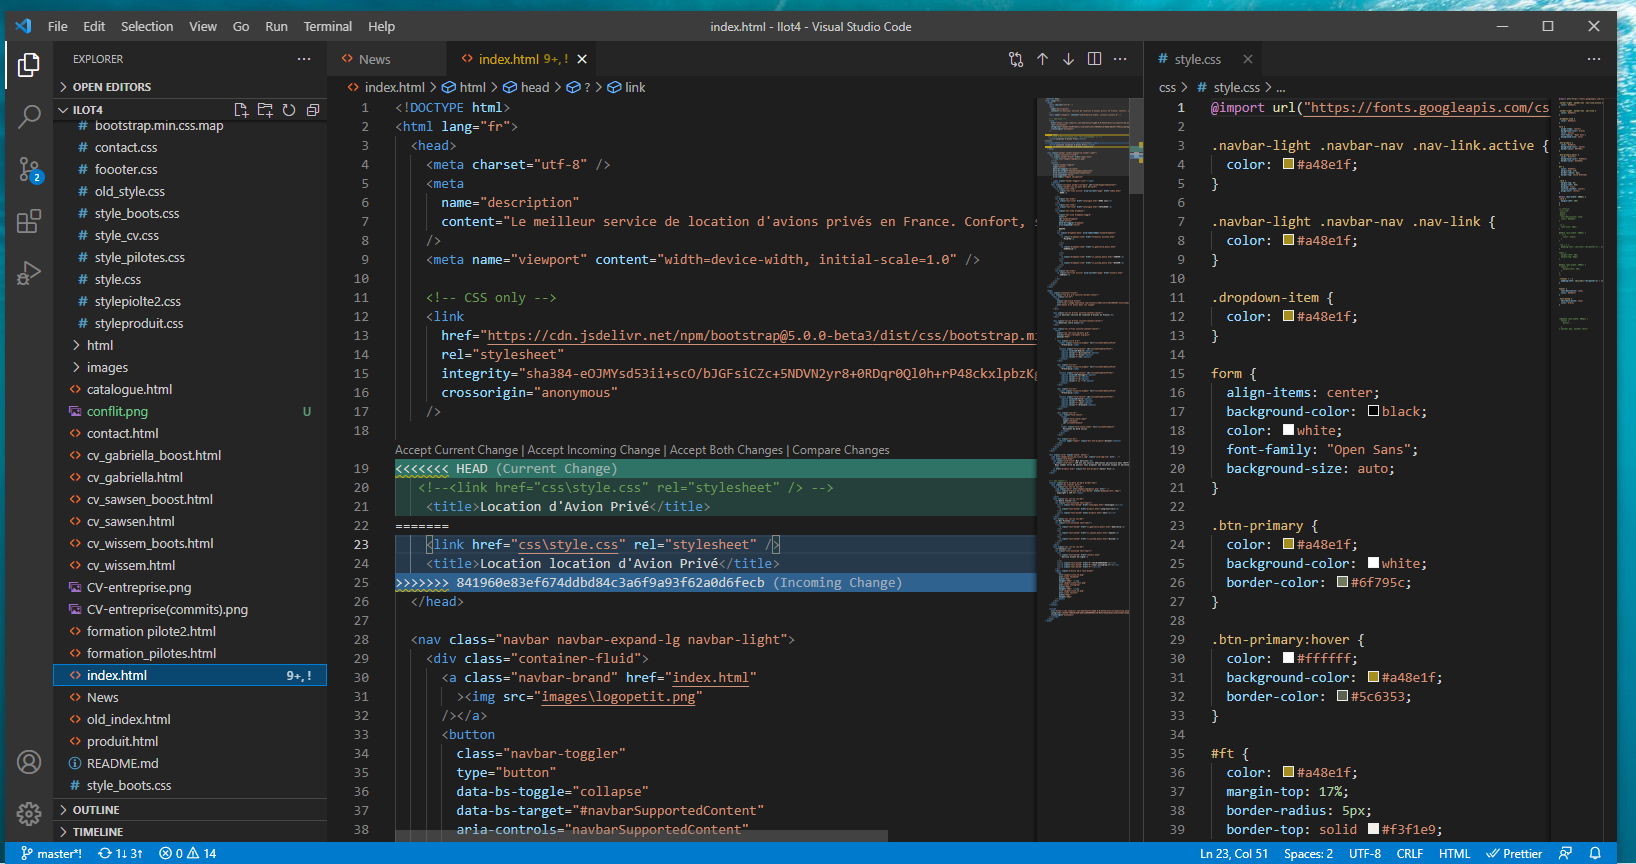 File Edit Selection View Go Run Terminal Help
index.html - Ilot4 - Visual Studio Code
EXPLORER
OPEN EDITORS
ILOT4
bootstrap.min.css.map
contact.css
foooter.css
old_style.css
style_boots.css
style_cv.css
style_pilotes.css
style.css
stylepiolte2.css
styleproduit.css
html
images
catalogue.html
conflit.png U
contact.html
cv_gabriella_boost.html
cv_gabriella.html
cv_sawsen_boost.html
cv_sawsen.html
cv_wissem_boots.html
cv_wissem.html
CV-entreprise.png
CV-entreprise(commits).png
formation pilote2.html
formation_pilotes.html
index.html 9+, !
News
old_index.html
produit.html
README.md
style_boots.css
OUTLINE
TIMELINE
2
News
index.html 9+, !
index.html > html > head > ? > link
1 <!DOCTYPE html>
2 <html lang="fr">
3 <head>
4 <meta charset="utf-8" />
5 <meta
6 name="description"
7 content="Le meilleur service de location d'avions privés en France. Confort, s
8 />
9 <meta name="viewport" content="width=device-width, initial-scale=1.0" />
10
11 <!-- CSS only -->
12 <link
13 href="https://cdn.jsdelivr.net/npm/bootstrap@5.0.0-beta3/dist/css/bootstrap.mi
14 rel="stylesheet"
15 integrity="sha384-eOJMYsd53ii+scO/bJGFsiCZc+5NDVN2yr8+0RDqr0Ql0h+rP48ckxlpbzKg
16 crossorigin="anonymous"
17 />
18
Accept Current Change | Accept Incoming Change | Accept Both Changes | Compare Changes
19 <<<<<<< HEAD (Current Change)
20 <!--<link href="css\style.css" rel="stylesheet" /> -->
21 <title>Location d'Avion Privé</title>
22 =======
23 <link href="css\style.css" rel="stylesheet" />
24 <title>Location location d'Avion Privé</title>
25 >>>>>>> 841960e83ef674ddbd84c3a6f9a93f62a0d6fecb (Incoming Change)
26 </head>
27
28 <nav class="navbar navbar-expand-lg navbar-light">
29 <div class="container-fluid">
30 <a class="navbar-brand" href="index.html"
31 ><img src="images\logopetit.png"
32 /></a>
33 <button
34 class="navbar-toggler"
35 type="button"
36 data-bs-toggle="collapse"
37 data-bs-target="#navbarSupportedContent"
38 aria-controls="navbarSupportedContent"
style.css
css > style.css > ...
1 @import url("https://fonts.googleapis.com/cs
2
3 .navbar-light .navbar-nav .nav-link.active {
4 color: #a48e1f;
5 }
6
7 .navbar-light .navbar-nav .nav-link {
8 color: #a48e1f;
9 }
10
11 .dropdown-item {
12 color: #a48e1f;
13 }
14
15 form {
16 align-items: center;
17 background-color: black;
18 color: white;
19 font-family: "Open Sans";
20 background-size: auto;
21 }
22
23 .btn-primary {
24 color: #a48e1f;
25 background-color: white;
26 border-color: #6f795c;
27 }
28
29 .btn-primary:hover {
30 color: #ffffff;
31 background-color: #a48e1f;
32 border-color: #5c6353;
33 }
34
35 #ft {
36 color: #a48e1f;
37 margin-top: 17%;
38 border-radius: 5px;
39 border-top: solid #f3f1e9;
master*! 1↓ 3↑ 0 14
Ln 23, Col 51 Spaces: 2 UTF-8 CRLF HTML Prettier